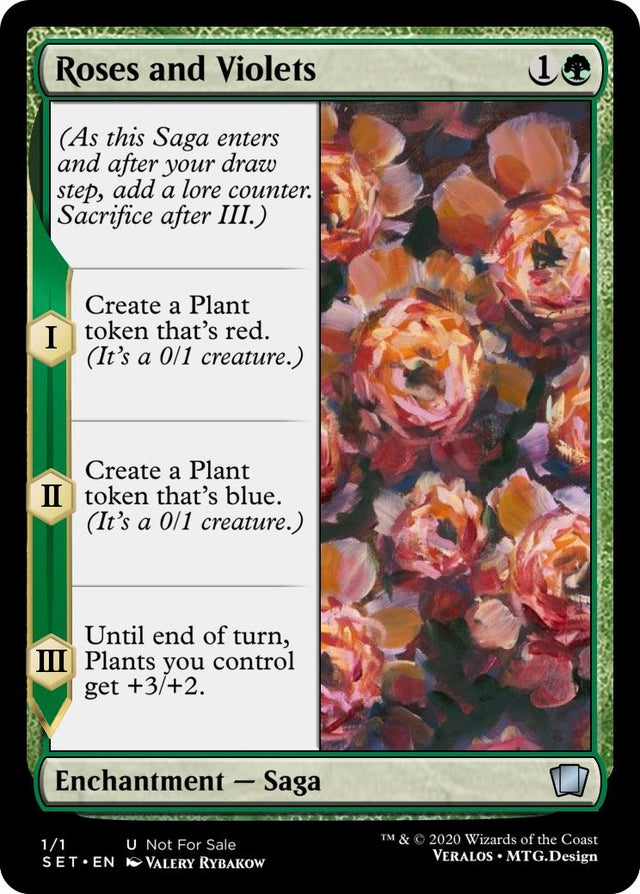 Roses and Violets 1
(As this Saga enters
and after your draw
step, add a lore counter.
Sacrifice after III.)
I
Create a Plant
token that's red.
(It's a 0/1 creature.)
II
Create a Plant
token that's blue.
(It's a 0/1 creature.)
III
Until end of turn,
Plants you control
get +3/+2.
Enchantment — Saga
1/1 U Not For Sale
SET • EN VALERY RYBAKOW
™ & © 2020 Wizards of the Coast
VERALOS • MTG.Design